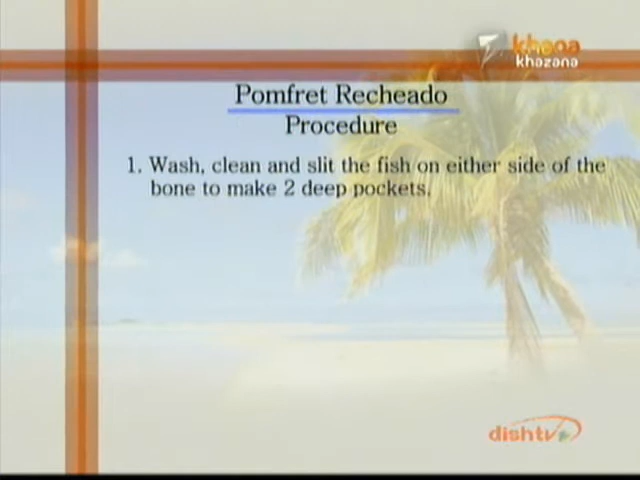 khana
khazana
Pomfret Recheado
Procedure
1. Wash, clean and slit the fish on either side of the
bone to make 2 deep pockets.
dishtv